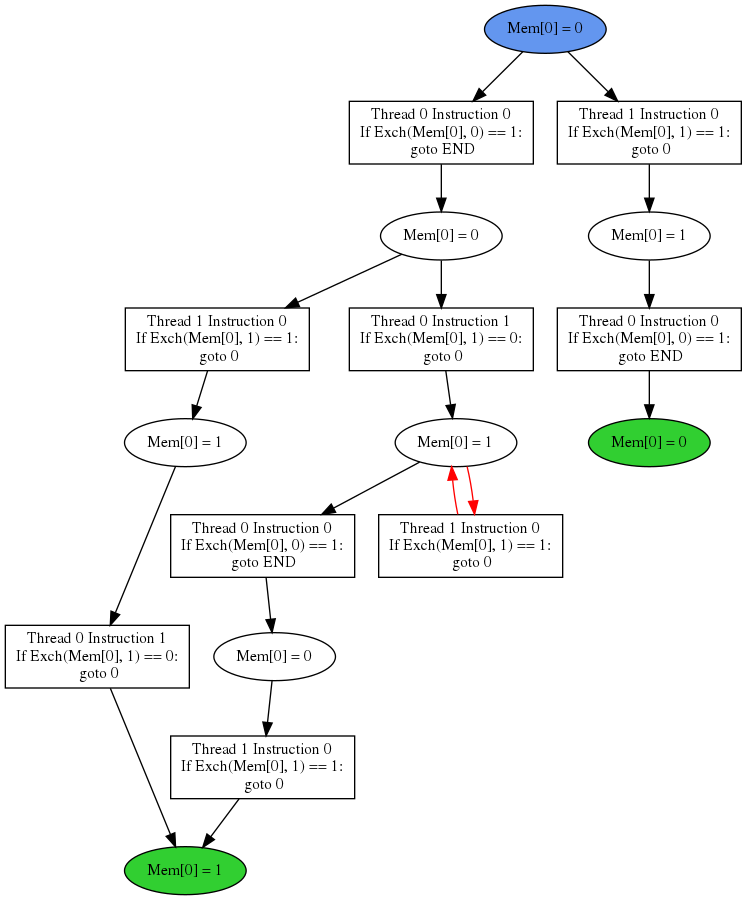 Mem[0] = 0
Thread 0 Instruction 0
If Exch(Mem[0], 0) == 1:
goto END
Thread 1 Instruction 0
If Exch(Mem[0], 1) == 1:
goto 0
Mem[0] = 0
Mem[0] = 1
Thread 1 Instruction 0
If Exch(Mem[0], 1) == 1:
goto 0
Thread 0 Instruction 1
If Exch(Mem[0], 1) == 0:
goto 0
Thread 0 Instruction 0
If Exch(Mem[0], 0) == 1:
goto END
Mem[0] = 1
Mem[0] = 1
Mem[0] = 0
Thread 0 Instruction 0
If Exch(Mem[0], 0) == 1:
goto END
Thread 1 Instruction 0
If Exch(Mem[0], 1) == 1:
goto 0
Thread 0 Instruction 1
If Exch(Mem[0], 1) == 0:
goto 0
Mem[0] = 0
Thread 1 Instruction 0
If Exch(Mem[0], 1) == 1:
goto 0
Mem[0] = 1